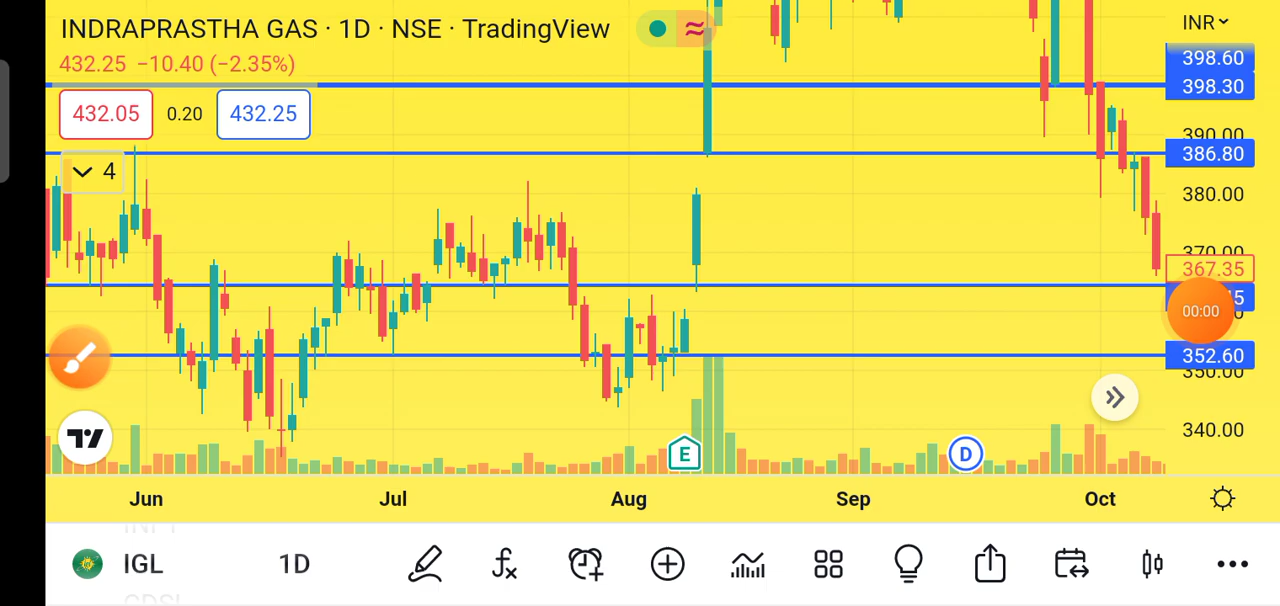 INDRAPRASTHA GAS · 1D · NSE · TradingView
INR
432.25 −10.40 (−2.35%)
398.60
398.30
432.05 0.20 432.25
390.00
386.80
4
380.00
370.00
367.35
00:00
352.60
350.00
340.00
E D
Jun Jul Aug Sep Oct
IGL 1D